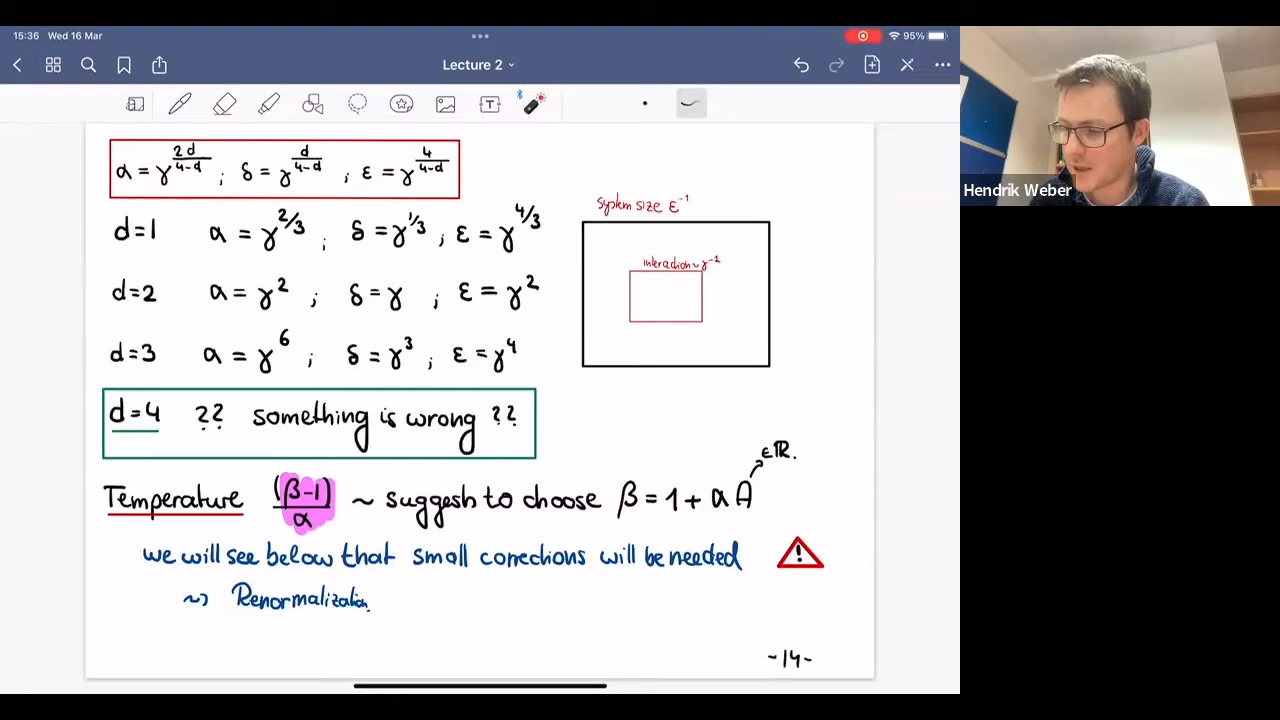 15:36 Wed 16 Mar
95%
Lecture 2
T
α = γ^{2d/(4-d)} ; δ = γ^{d/(4-d)} ; ε = γ^{4/(4-d)}
d=1 α = γ^{2/3} ; δ = γ^{1/3} ; ε = γ^{4/3}
d=2 α = γ^2 ; δ = γ ; ε = γ^2
d=3 α = γ^6 ; δ = γ^3 ; ε = γ^4
System size ε^{-1}
interaction ~ γ^{-1}
d=4 ?? something is wrong ??
Temperature (β-1)/α ~ suggests to choose β = 1 + α A
∈ ℝ.
we will see below that small corrections will be needed
!
~> Renormalization.
-14-
Hendrik Weber